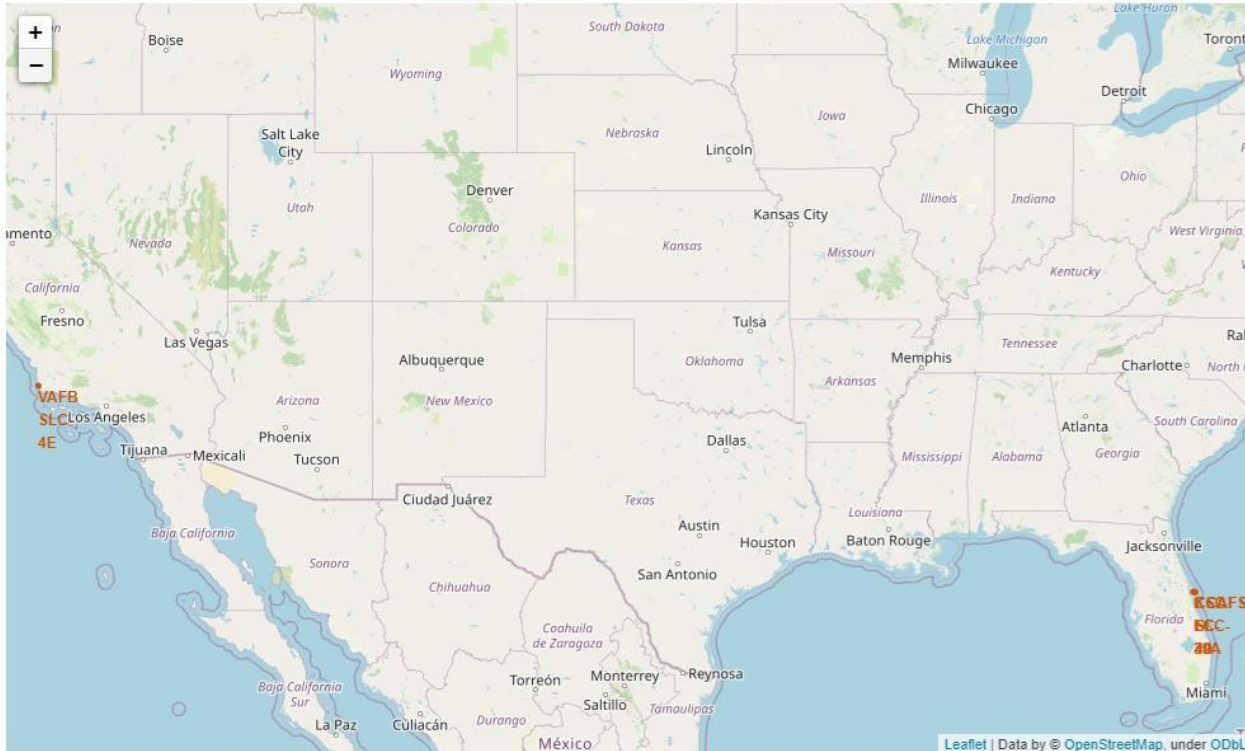 +
−
Boise
South Dakota
Lake Huron
Lake Michigan
Toront
Wyoming
Milwaukee
Detroit
Chicago
Iowa
Salt Lake
City
Nebraska
Lincoln
Ohio
Denver
Illinois
Indiana
Utah
Kansas City
Colorado
amento
Nevada
Kansas
Missouri
West Virginia
Kentucky
California
Fresno
Las Vegas
Tulsa
Tennessee
Ral
Albuquerque
Oklahoma
Memphis
Charlotte
North
Arkansas
VAFB
SLC-
4E
Los Angeles
Arizona
New Mexico
South Carolina
Atlanta
Phoenix
Dallas
Tijuana
Mexicali
Tucson
Mississippi
Alabama
Georgia
Ciudad Juárez
Texas
Louisiana
Baja California
Austin
Houston
Baton Rouge
Jacksonville
Sonora
San Antonio
Chihuahua
Florida
Coahuila
de Zaragoza
Baja California
Sur
Torreón
Monterrey
Reynosa
Saltillo
Tamaulipas
Miami
La Paz
Culiacán
Durango
México
Leaflet | Data by © OpenStreetMap, under ODbL